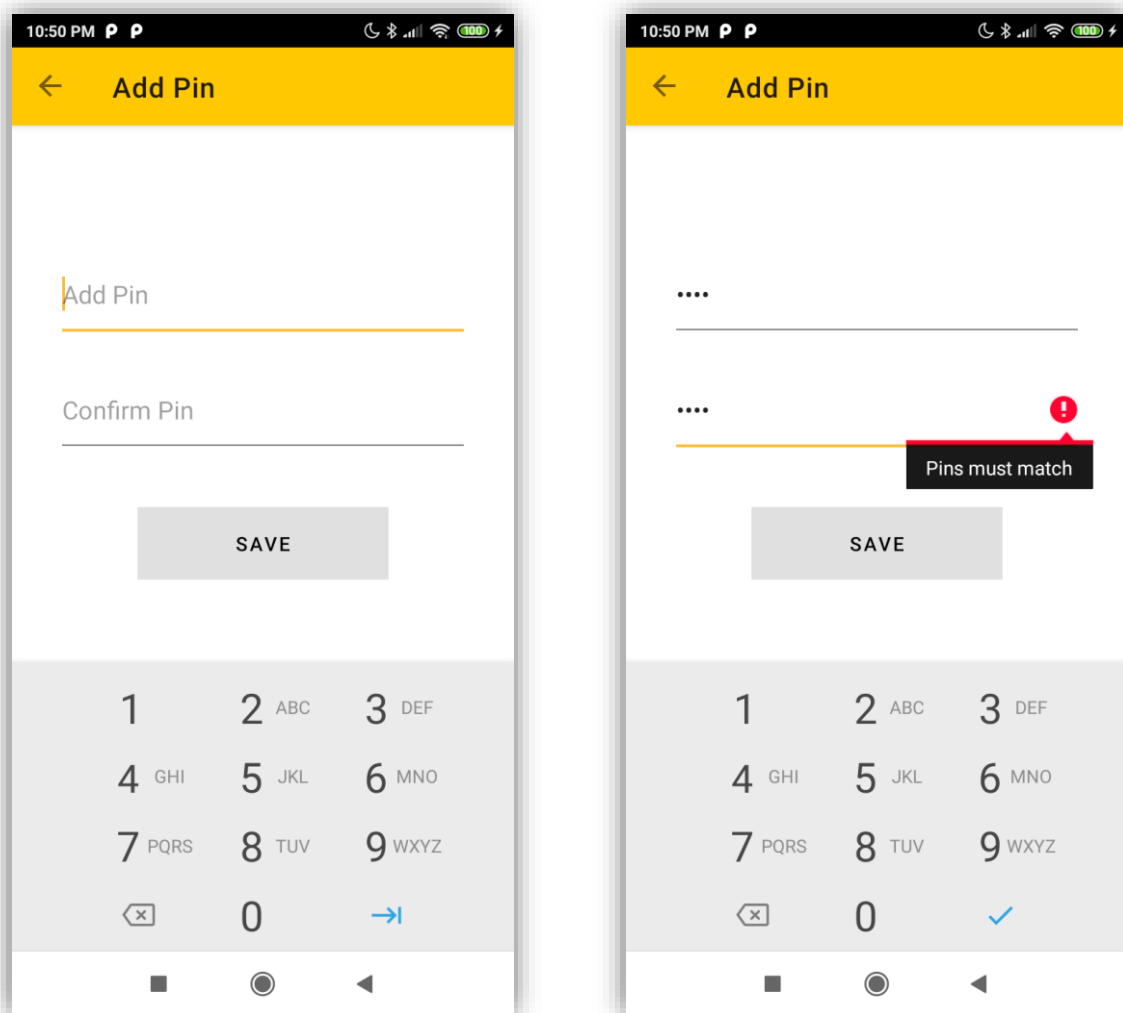 10:50 PM P P 100
Add Pin
Add Pin
Confirm Pin
SAVE
1 2 ABC 3 DEF
4 GHI 5 JKL 6 MNO
7 PQRS 8 TUV 9 WXYZ
0
10:50 PM P P 100
Add Pin
••••
••••
Pins must match
SAVE
1 2 ABC 3 DEF
4 GHI 5 JKL 6 MNO
7 PQRS 8 TUV 9 WXYZ
0